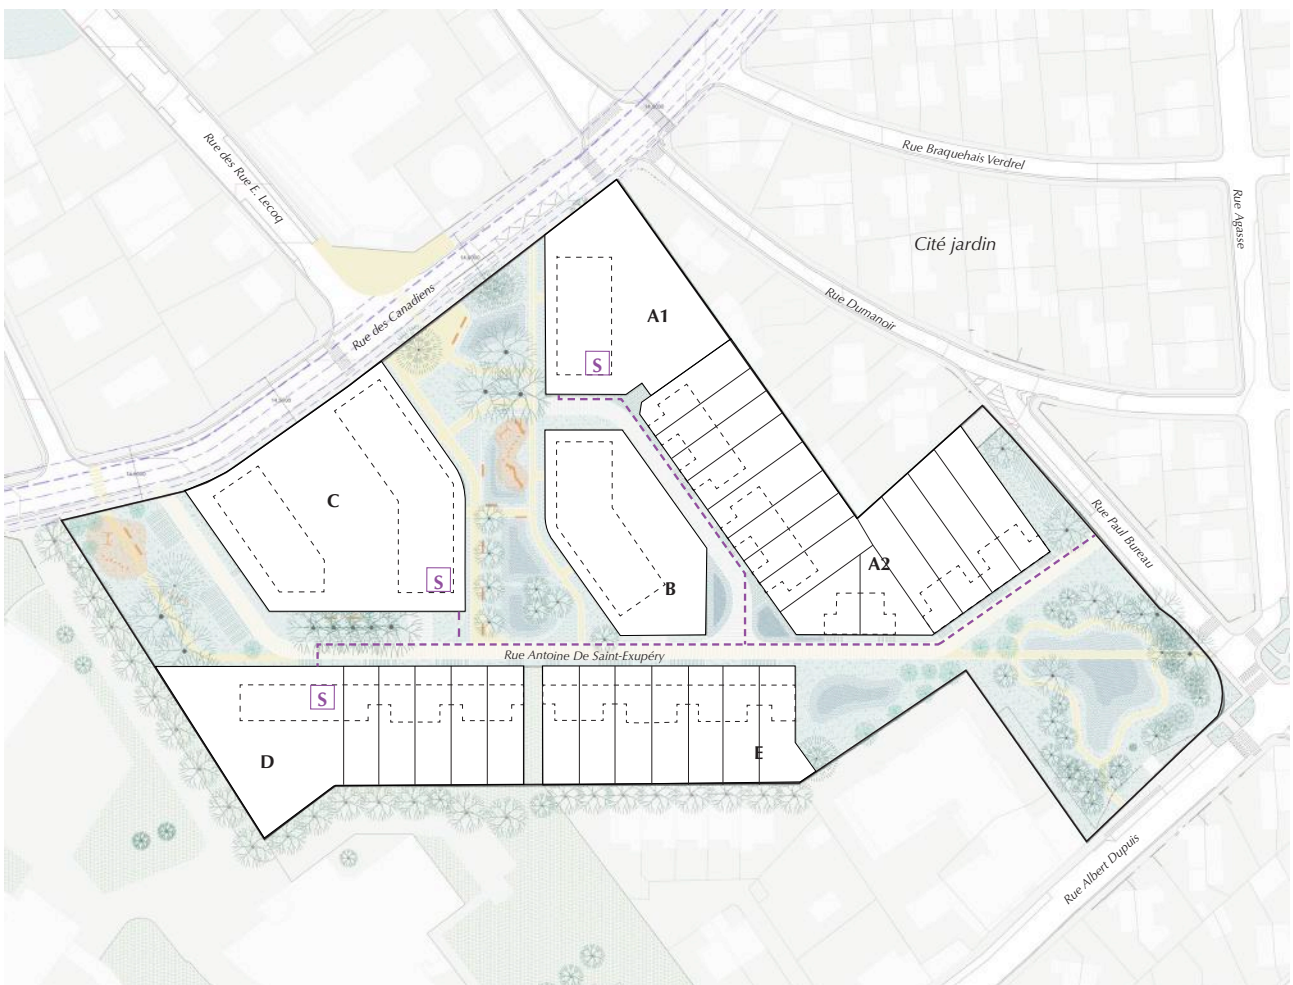 Rue Braquehais Verdrel
Rue des Rue E. Lecoq
Rue Agasse
Cité jardin
Rue des Canadiens
Rue Dumanoir
A1
S
C
Rue Paul Bureau
A2
S
B
Rue Antoine De Saint-Exupéry
S
D
E
Rue Albert Dupuis